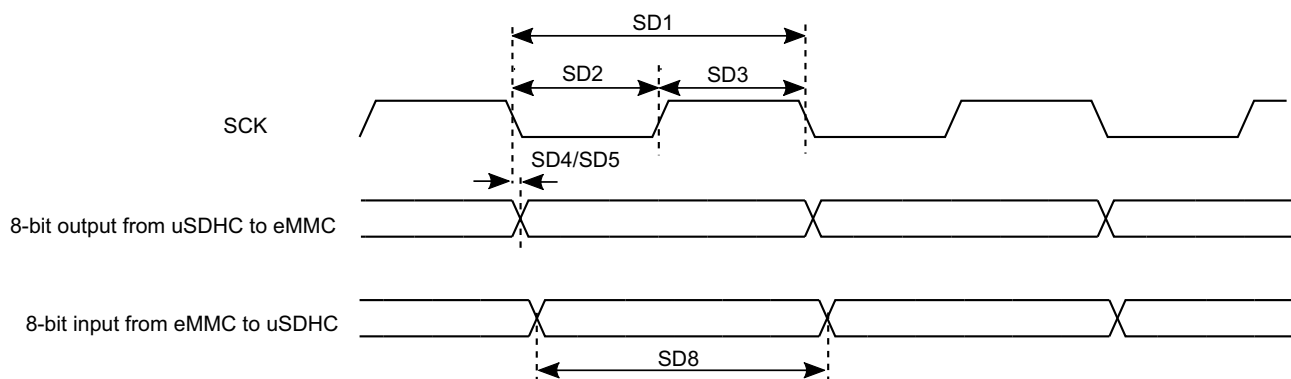 SD1
SD2
SD3
SCK
SD4/SD5
8-bit output from uSDHC to eMMC
8-bit input from eMMC to uSDHC
SD8